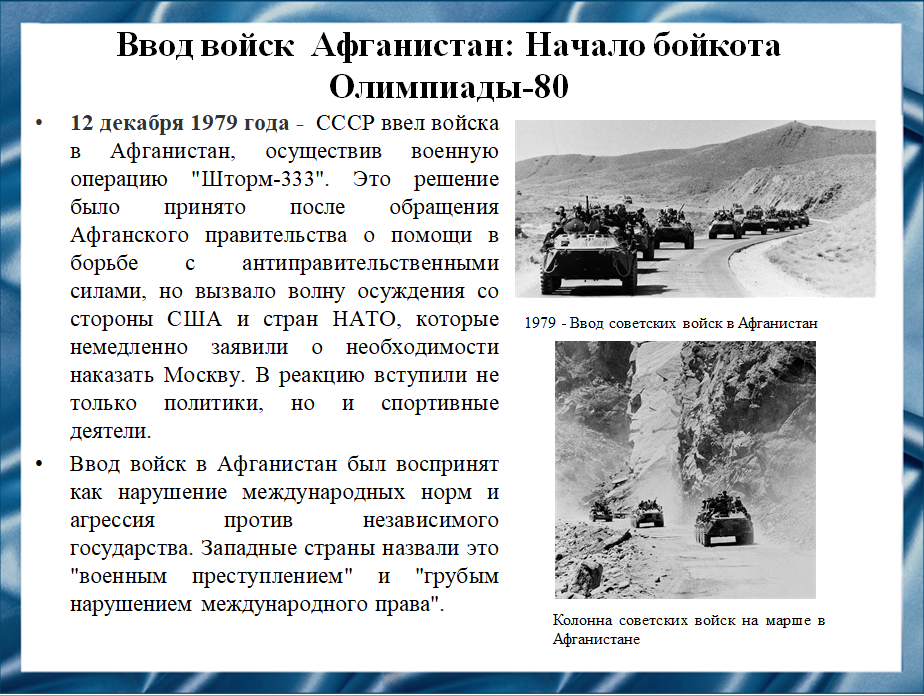 Ввод войск Афганистан: Начало бойкота
Олимпиады-80
• 12 декабря 1979 года - СССР ввел войска
в Афганистан, осуществив военную
операцию "Шторм-333". Это решение
было принято после обращения
Афганского правительства о помощи в
борьбе с антиправительственными
силами, но вызвало волну осуждения со
стороны США и стран НАТО, которые
немедленно заявили о необходимости
наказать Москву. В реакцию вступили не
только политики, но и спортивные
деятели.
• Ввод войск в Афганистан был воспринят
как нарушение международных норм и
агрессия против независимого
государства. Западные страны назвали это
"военным преступлением" и "грубым
нарушением международного права".
1979 - Ввод советских войск в Афганистан
Колонна советских войск на марше в
Афганистане